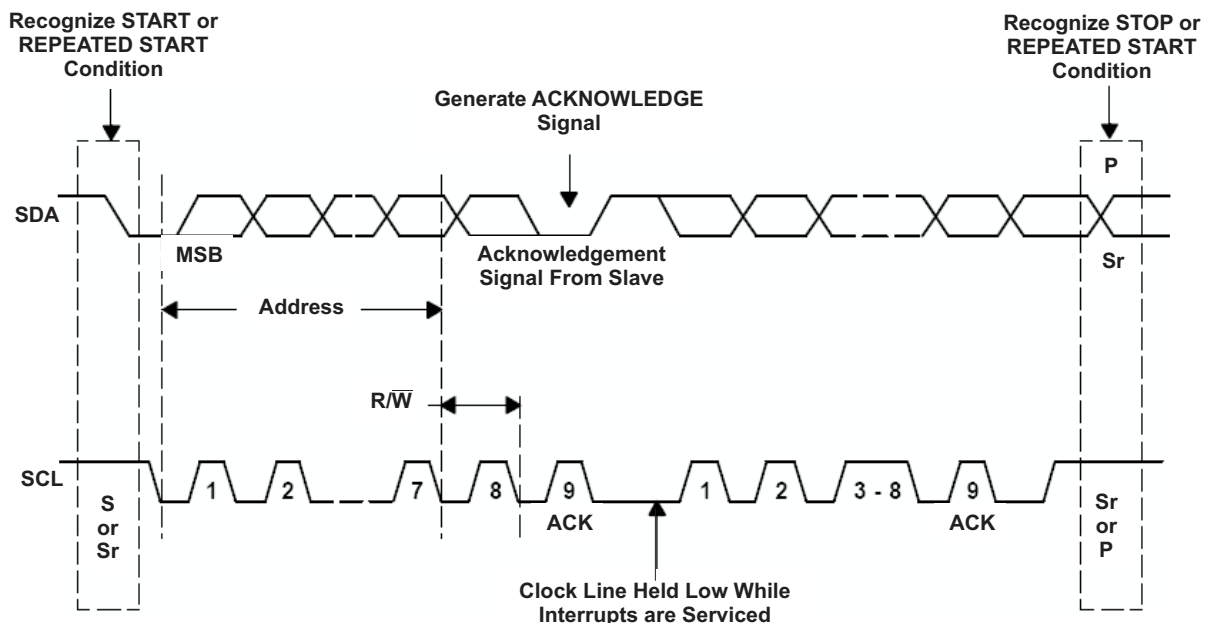 Recognize START or
REPEATED START
Condition
Recognize STOP or
REPEATED START
Condition
Generate ACKNOWLEDGE
Signal
P
SDA
MSB
Acknowledgement
Signal From Slave
Sr
Address
R/W̅
SCL
1
2
7
8
9
1
2
3 - 8
9
S
or
Sr
ACK
ACK
Sr
or
P
Clock Line Held Low While
Interrupts are Serviced